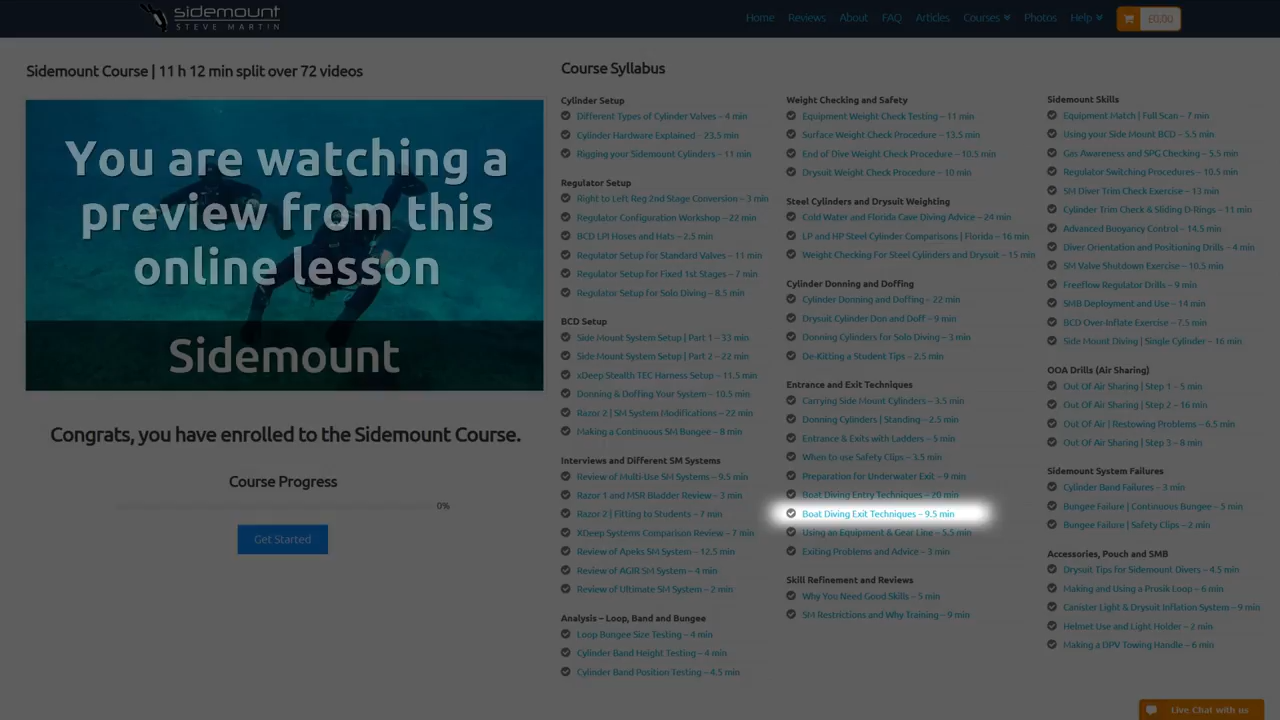 sidemount
STEVE MARTIN
Home
Reviews
About
FAQ
Articles
Courses
Photos
Help
£0.00
Sidemount Course | 11 h 12 min split over 72 videos
You are watching a
preview from this
online lesson
Sidemount
Congrats, you have enrolled to the Sidemount Course.
Course Progress
0%
Get Started
Course Syllabus
Cylinder Setup
Different Types of Cylinder Valves – 4 min
Cylinder Hardware Explained – 23.5 min
Rigging your Sidemount Cylinders – 11 min
Regulator Setup
Right to Left Reg 2nd Stage Conversion – 3 min
Regulator Configuration Workshop – 22 min
BCD LPI Hoses and Hats – 2.5 min
Regulator Setup for Standard Valves – 11 min
Regulator Setup for Fixed 1st Stages – 7 min
Regulator Setup for Solo Diving – 8.5 min
BCD Setup
Side Mount System Setup | Part 1 – 33 min
Side Mount System Setup | Part 2 – 22 min
xDeep Stealth TEC Harness Setup – 11.5 min
Donning & Doffing Your System – 10.5 min
Razor 2 | SM System Modifications – 22 min
Making a Continuous SM Bungee – 8 min
Interviews and Different SM Systems
Review of Multi-Use SM Systems – 9.5 min
Razor 1 and MSR Bladder Review – 3 min
Razor 2 | Fitting to Students – 7 min
XDeep Systems Comparison Review – 7 min
Review of Apeks SM System – 12.5 min
Review of AGIR SM System – 4 min
Review of Ultimate SM System – 2 min
Analysis – Loop, Band and Bungee
Loop Bungee Size Testing – 4 min
Cylinder Band Height Testing – 4 min
Cylinder Band Position Testing – 4.5 min
Weight Checking and Safety
Equipment Weight Check Testing – 11 min
Surface Weight Check Procedure – 13.5 min
End of Dive Weight Check Procedure – 10.5 min
Drysuit Weight Check Procedure – 10 min
Steel Cylinders and Drysuit Weighting
Cold Water and Florida Cave Diving Advice – 24 min
LP and HP Steel Cylinder Comparisons | Florida – 16 min
Weight Checking For Steel Cylinders and Drysuit – 15 min
Cylinder Donning and Doffing
Cylinder Donning and Doffing – 22 min
Drysuit Cylinder Don and Doff – 9 min
Donning Cylinders for Solo Diving – 3 min
De-Kitting a Student Tips – 2.5 min
Entrance and Exit Techniques
Carrying Side Mount Cylinders – 3.5 min
Donning Cylinders | Standing – 2.5 min
Entrance & Exits with Ladders – 5 min
When to use Safety Clips – 3.5 min
Preparation for Underwater Exit – 9 min
Boat Diving Entry Techniques – 20 min
Boat Diving Exit Techniques – 9.5 min
Using an Equipment & Gear Line – 5.5 min
Exiting Problems and Advice – 3 min
Skill Refinement and Reviews
Why You Need Good Skills – 5 min
SM Restrictions and Why Training – 9 min
Sidemount Skills
Equipment Match | Full Scan – 7 min
Using your Side Mount BCD – 5.5 min
Gas Awareness and SPG Checking – 5.5 min
Regulator Switching Procedures – 10.5 min
SM Diver Trim Check Exercise – 13 min
Cylinder Trim Check & Sliding D-Rings – 11 min
Advanced Buoyancy Control – 14.5 min
Diver Orientation and Positioning Drills – 4 min
SM Valve Shutdown Exercise – 10.5 min
Freeflow Regulator Drills – 9 min
SMB Deployment and Use – 14 min
BCD Over-Inflate Exercise – 7.5 min
Side Mount Diving | Single Cylinder – 16 min
OOA Drills (Air Sharing)
Out Of Air Sharing | Step 1 – 5 min
Out Of Air Sharing | Step 2 – 16 min
Out Of Air | Restowing Problems – 6.5 min
Out Of Air Sharing | Step 3 – 8 min
Sidemount System Failures
Cylinder Band Failures – 3 min
Bungee Failure | Continuous Bungee – 5 min
Bungee Failure | Safety Clips – 2 min
Accessories, Pouch and SMB
Drysuit Tips for Sidemount Divers – 4.5 min
Making and Using a Prusik Loop – 6 min
Canister Light & Drysuit Inflation System – 9 min
Helmet Use and Light Holder – 2 min
Making a DPV Towing Handle – 6 min
Live Chat with us